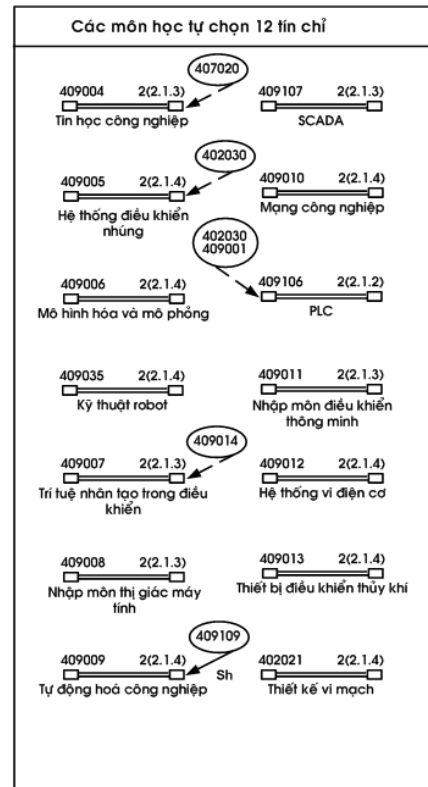 Các môn học tự chọn 12 tín chỉ
407020
409004 2(2.1.3) 409107 2(2.1.3)
Tin học công nghiệp SCADA
402030
409005 2(2.1.4) 409010 2(2.1.4)
Hệ thống điều khiển Mạng công nghiệp
nhúng
402030
409001
409006 2(2.1.4) 409106 2(2.1.2)
Mô hình hóa và mô phỏng PLC
409035 2(2.1.4) 409011 2(2.1.3)
Kỹ thuật robot Nhập môn điều khiển
thông minh
409014
409007 2(2.1.3) 409012 2(2.1.4)
Trí tuệ nhân tạo trong điều Hệ thống vi điện cơ
khiển
409008 2(2.1.3) 409013 2(2.1.4)
Nhập môn thị giác máy Thiết bị điều khiển thủy khí
tính
409109
409009 2(2.1.4) Sh 402021 2(2.1.4)
Tự động hoá công nghiệp Thiết kế vi mạch